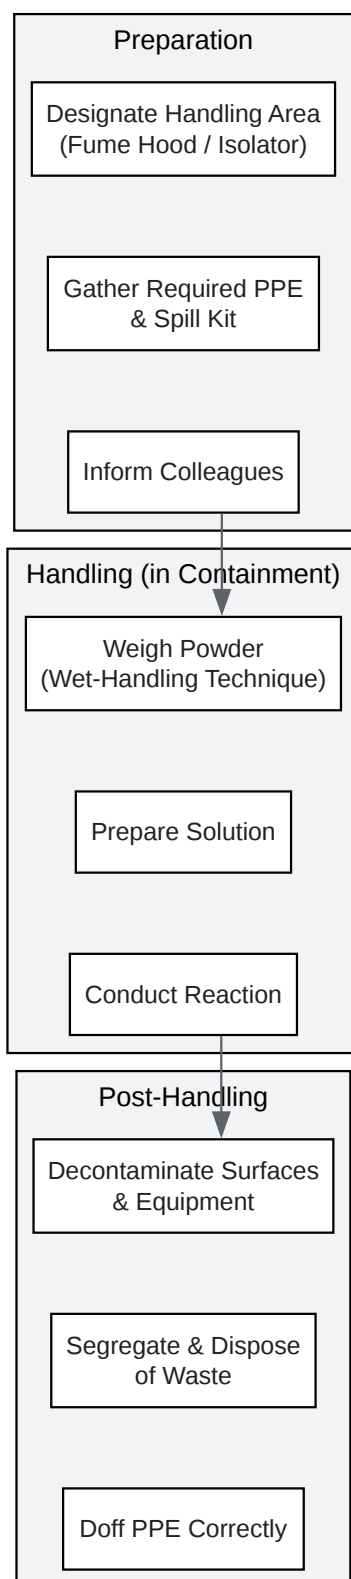 Preparation
Designate Handling Area
(Fume Hood / Isolator)
Gather Required PPE
& Spill Kit
Inform Colleagues
Handling (in Containment)
Weigh Powder
(Wet-Handling Technique)
Prepare Solution
Conduct Reaction
Post-Handling
Decontaminate Surfaces
& Equipment
Segregate & Dispose
of Waste
Doff PPE Correctly